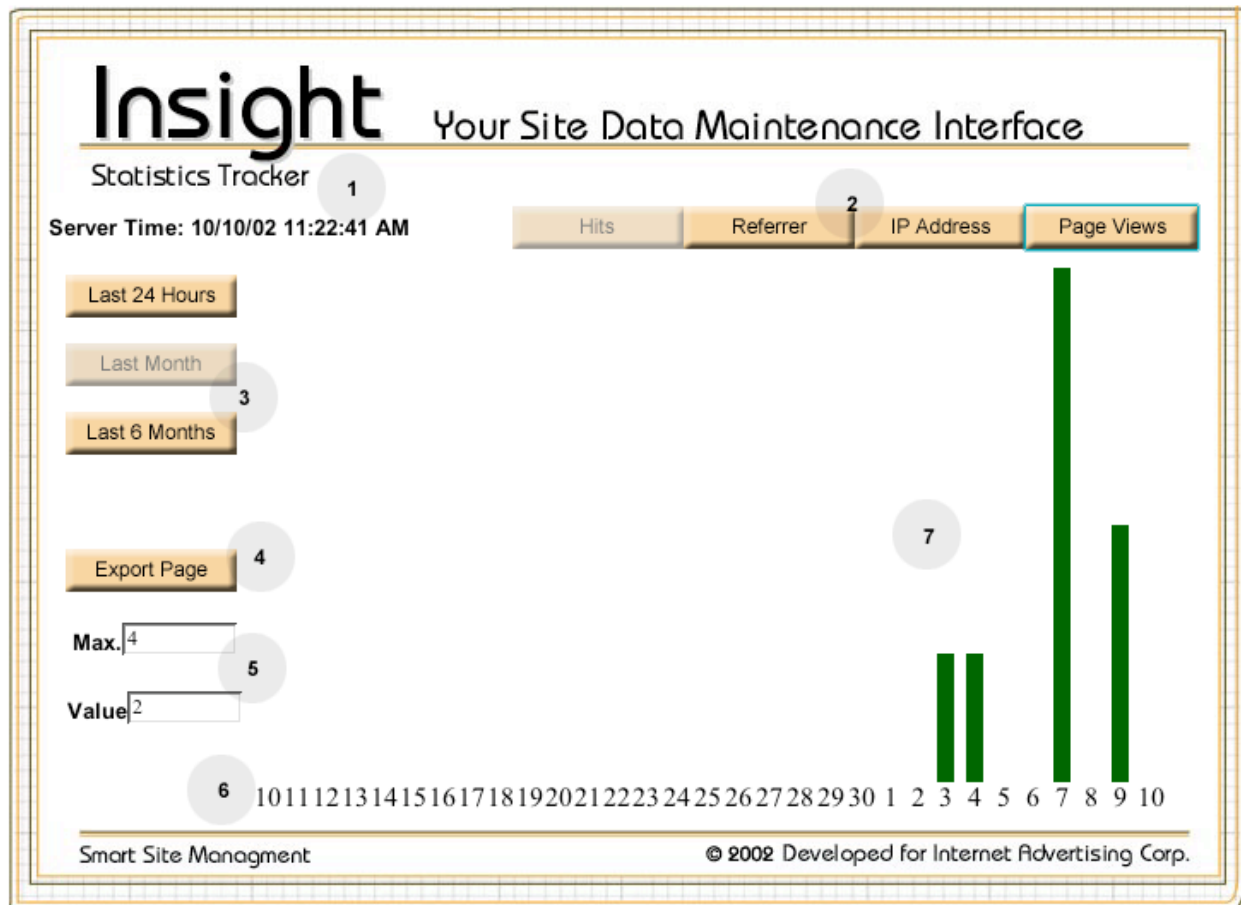 Insight Your Site Data Maintenance Interface
Statistics Tracker
1
Server Time: 10/10/02 11:22:41 AM
2
Hits Referrer IP Address Page Views
Last 24 Hours
Last Month
3
Last 6 Months
7
4
Export Page
Max. 4
5
Value 2
6
10 11 12 13 14 15 16 17 18 19 20 21 22 23 24 25 26 27 28 29 30 1 2 3 4 5 6 7 8 9 10
Smart Site Managment © 2002 Developed for Internet Advertising Corp.